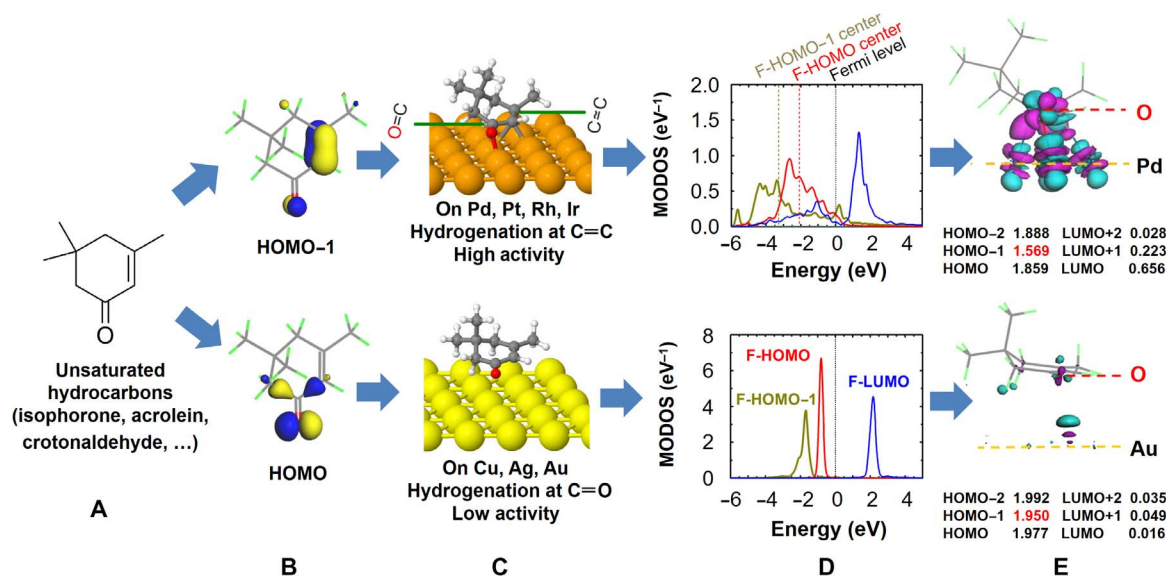 O
Unsaturated
hydrocarbons
(isophorone, acrolein,
crotonaldehyde, ...)
A
HOMO–1
HOMO
B
O=C
C=C
On Pd, Pt, Rh, Ir
Hydrogenation at C=C
High activity
On Cu, Ag, Au
Hydrogenation at C=O
Low activity
C
F-HOMO–1 center
F-HOMO center
Fermi level
MODOS (eV⁻¹)
2.0
1.5
1.0
0.5
0.0
–6 –4 –2 0 2 4
Energy (eV)
F-HOMO
F-HOMO–1
F-LUMO
MODOS (eV⁻¹)
8
6
4
2
0
–6 –4 –2 0 2 4
Energy (eV)
D
O
Pd
HOMO–2 1.888 LUMO+2 0.028
HOMO–1 1.569 LUMO+1 0.223
HOMO 1.859 LUMO 0.656
O
Au
HOMO–2 1.992 LUMO+2 0.035
HOMO–1 1.950 LUMO+1 0.049
HOMO 1.977 LUMO 0.016
E